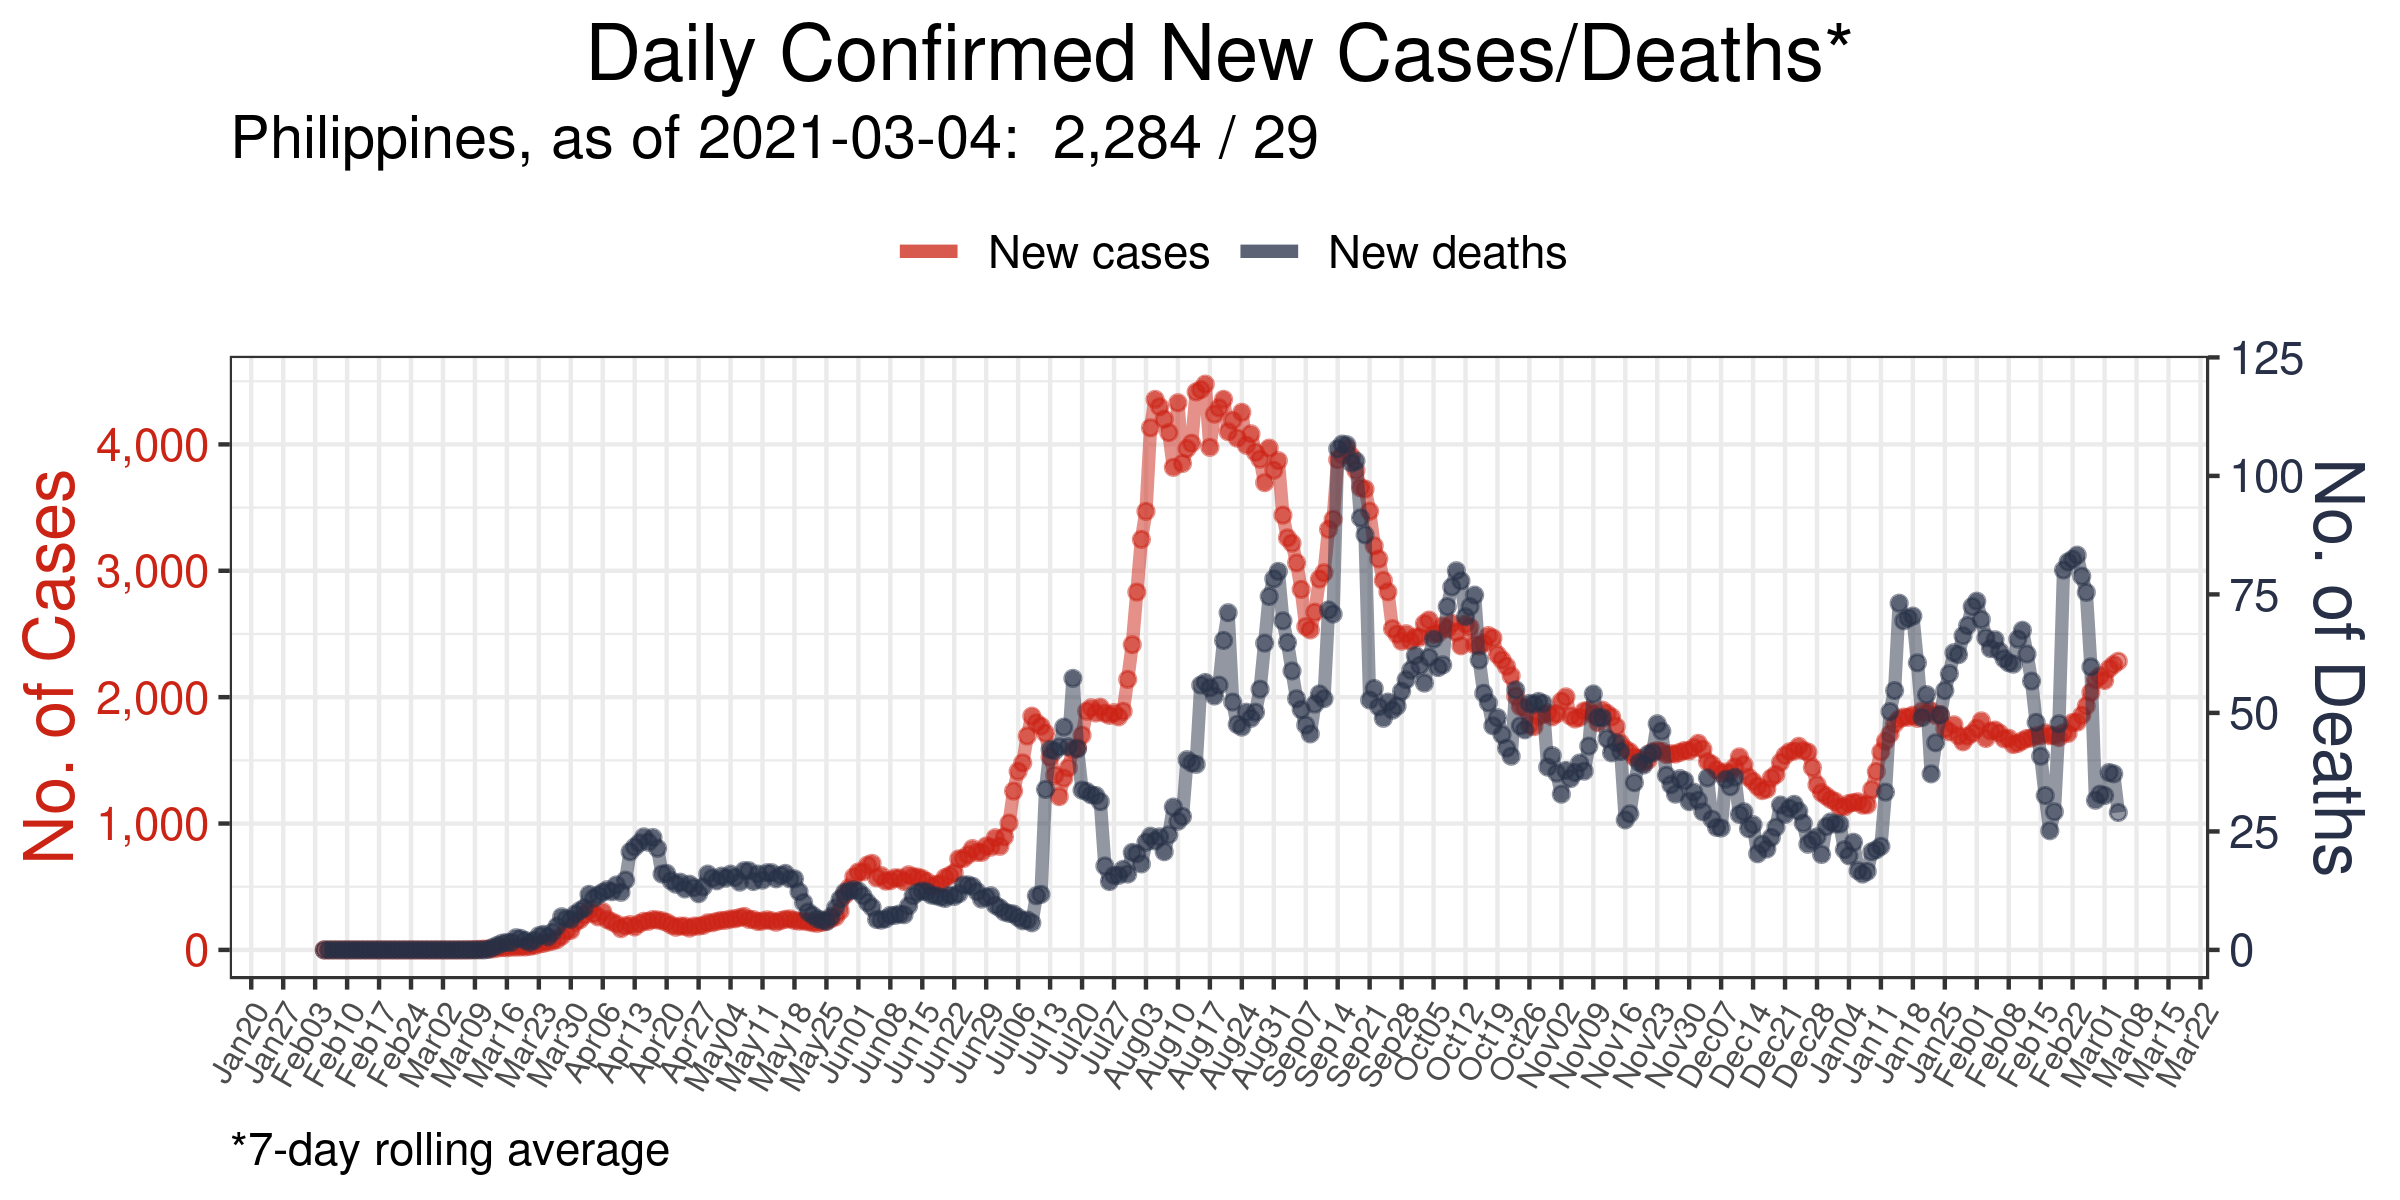 Daily Confirmed New Cases/Deaths*
Philippines, as of 2021-03-04:  2,284 / 29
New cases
New deaths
No. of Cases
4,000
3,000
2,000
1,000
0
125
100
75
50
25
0
No. of Deaths
Jan20
Jan27
Feb03
Feb10
Feb17
Feb24
Mar02
Mar09
Mar16
Mar23
Mar30
Apr06
Apr13
Apr20
Apr27
May04
May11
May18
May25
Jun01
Jun08
Jun15
Jun22
Jun29
Jul06
Jul13
Jul20
Jul27
Aug03
Aug10
Aug17
Aug24
Aug31
Sep07
Sep14
Sep21
Sep28
Oct05
Oct12
Oct19
Oct26
Nov02
Nov09
Nov16
Nov23
Nov30
Dec07
Dec14
Dec21
Dec28
Jan04
Jan11
Jan18
Jan25
Feb01
Feb08
Feb15
Feb22
Mar01
Mar08
Mar15
Mar22
*7-day rolling average